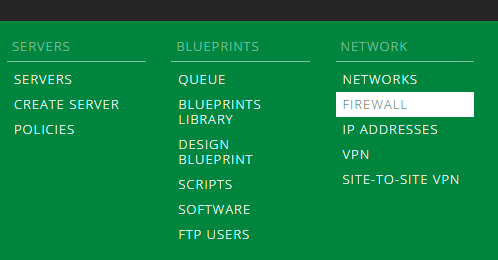 SERVERS
SERVERS
CREATE SERVER
POLICIES
BLUEPRINTS
QUEUE
BLUEPRINTS
LIBRARY
DESIGN
BLUEPRINT
SCRIPTS
SOFTWARE
FTP USERS
NETWORK
NETWORKS
FIREWALL
IP ADDRESSES
VPN
SITE-TO-SITE VPN